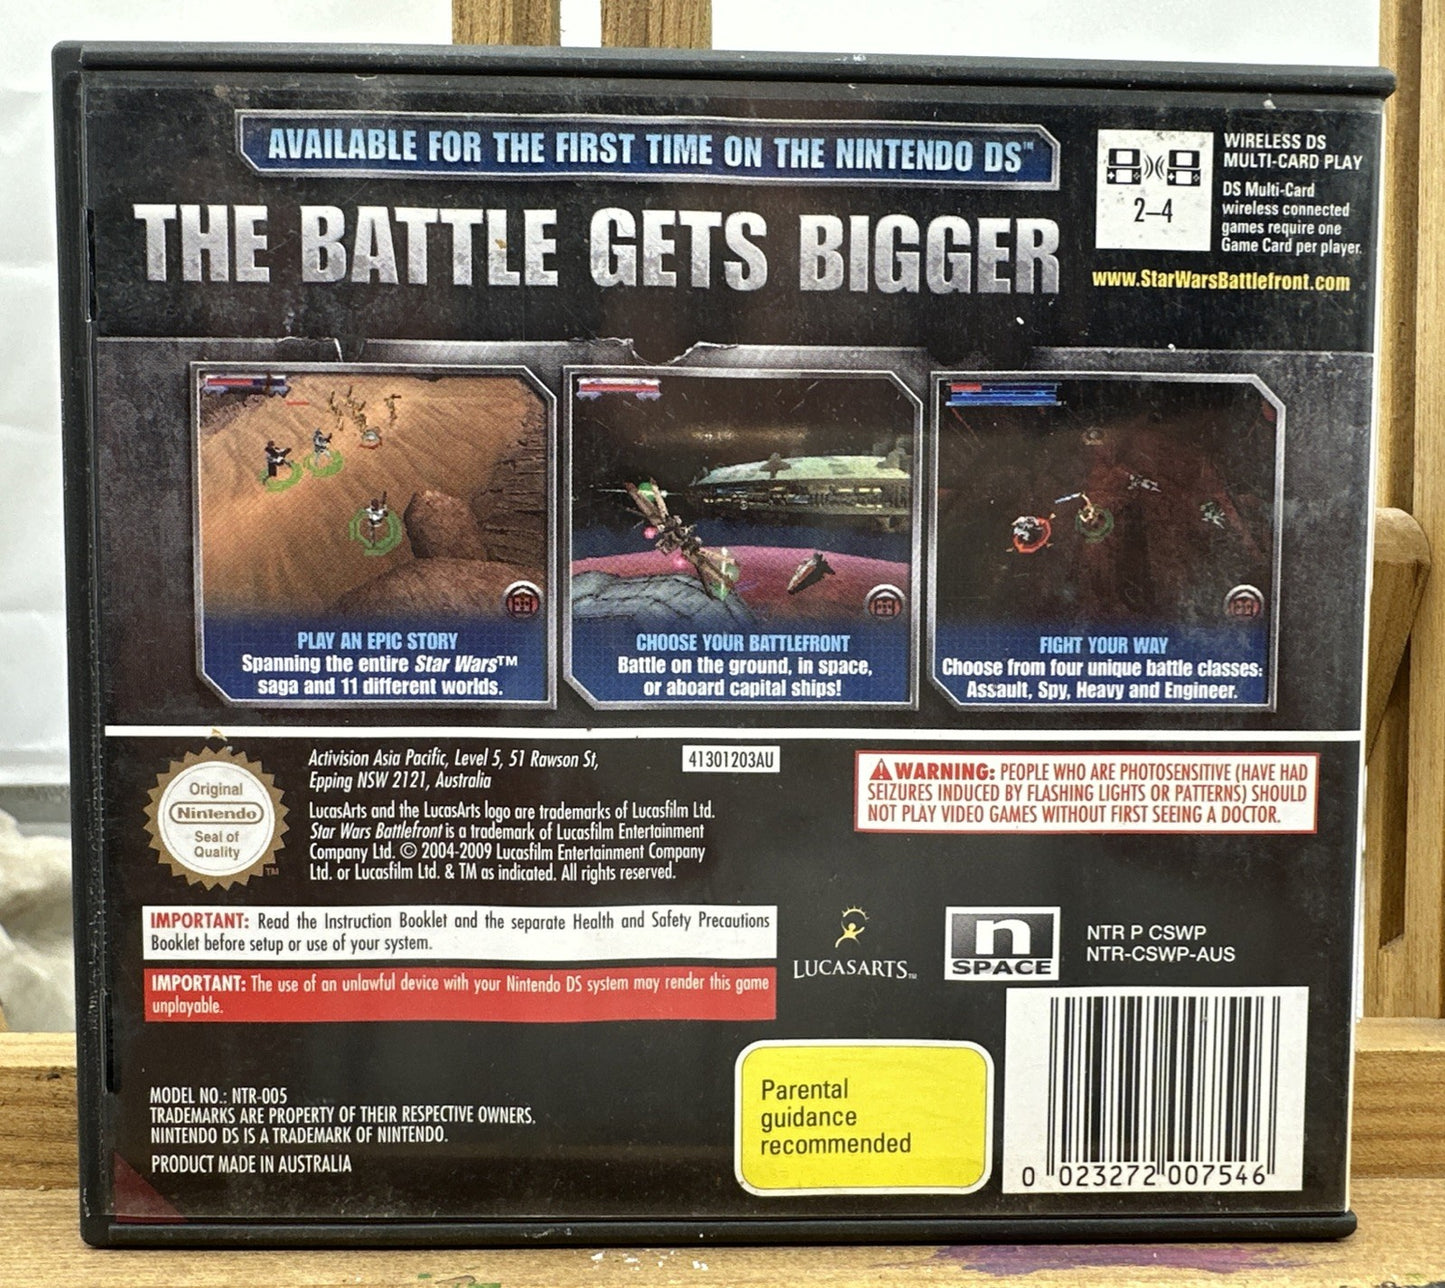 AVAILABLE FOR THE FIRST TIME ON THE NINTENDO DS™
THE BATTLE GETS BIGGER
2–4
WIRELESS DS
MULTI-CARD PLAY
DS Multi-Card
wireless connected
games require one
Game Card per player.
www.StarWarsBattlefront.com
PLAY AN EPIC STORY
Spanning the entire Star Wars™
saga and 11 different worlds.
CHOOSE YOUR BATTLEFRONT
Battle on the ground, in space,
or aboard capital ships!
FIGHT YOUR WAY
Choose from four unique battle classes:
Assault, Spy, Heavy and Engineer.
Original
Nintendo
Seal of
Quality
TM
Activision Asia Pacific, Level 5, 51 Rawson St,
Epping NSW 2121, Australia
41301203AU
LucasArts and the LucasArts logo are trademarks of Lucasfilm Ltd.
Star Wars Battlefront is a trademark of Lucasfilm Entertainment
Company Ltd. © 2004-2009 Lucasfilm Entertainment Company
Ltd. or Lucasfilm Ltd. & TM as indicated. All rights reserved.
WARNING: PEOPLE WHO ARE PHOTOSENSITIVE (HAVE HAD
SEIZURES INDUCED BY FLASHING LIGHTS OR PATTERNS) SHOULD
NOT PLAY VIDEO GAMES WITHOUT FIRST SEEING A DOCTOR.
IMPORTANT: Read the Instruction Booklet and the separate Health and Safety Precautions
Booklet before setup or use of your system.
IMPORTANT: The use of an unlawful device with your Nintendo DS system may render this game
unplayable.
LUCASARTS™
n
SPACE
NTR P CSWP
NTR-CSWP-AUS
MODEL NO.: NTR-005
TRADEMARKS ARE PROPERTY OF THEIR RESPECTIVE OWNERS.
NINTENDO DS IS A TRADEMARK OF NINTENDO.
PRODUCT MADE IN AUSTRALIA
Parental
guidance
recommended
0 023272 007546